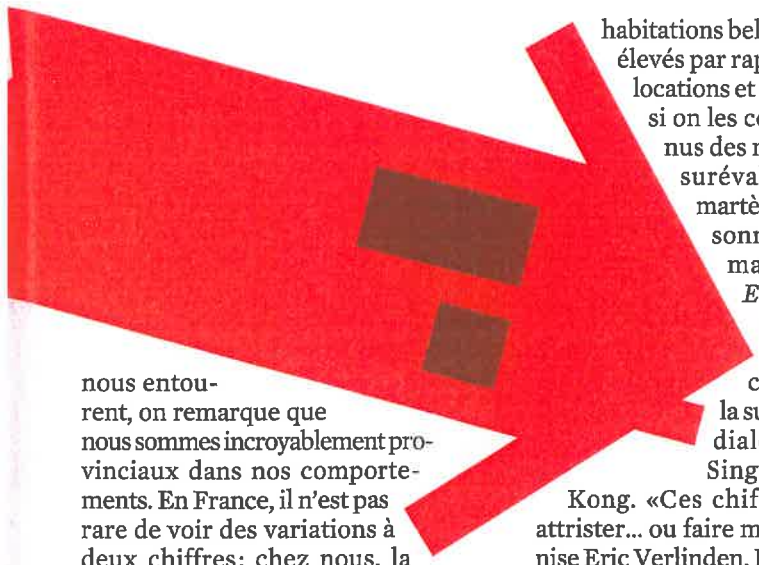 nous entou-
rent, on remarque que
nous sommes incroyablement pro-
vinciaux dans nos comporte-
ments. En France, il n'est pas
rare de voir des variations à
deux chiffres; chez nous, la
habitations bel
élevés par rap
locations et
si on les co
nus des r
suréva
martè
sonn
ma
E
c
la su
diale
Sing
Kong. «Ces chif
attrister... ou faire m
nise Eric Verlinden.